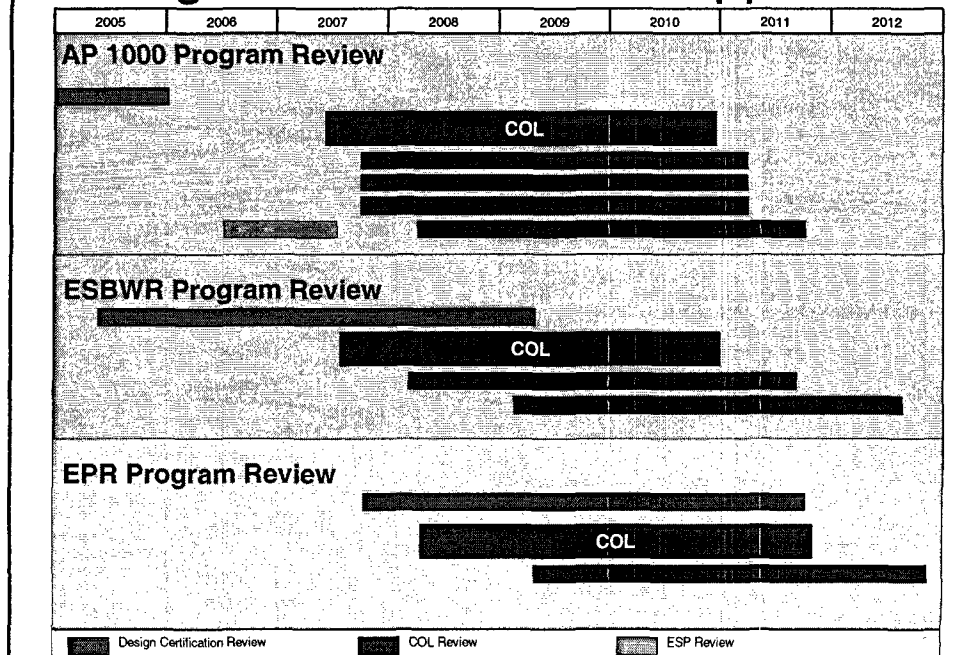 2005 2006 2007 2008 2009 2010 2011 2012
AP 1000 Program Review
COL
ESBWR Program Review
COL
EPR Program Review
COL
Design Certification Review COL Review ESP Review